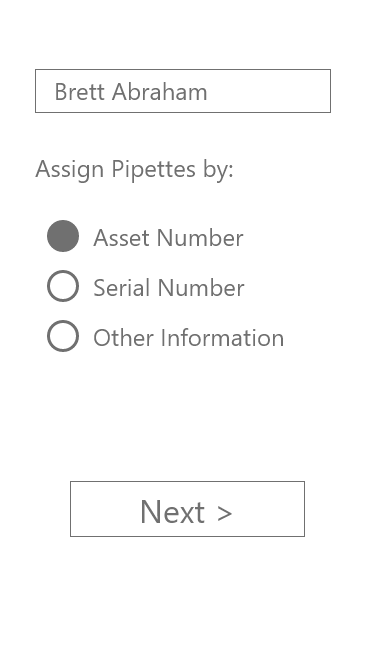 Brett Abraham
Assign Pipettes by:
Asset Number
Serial Number
Other Information
Next >